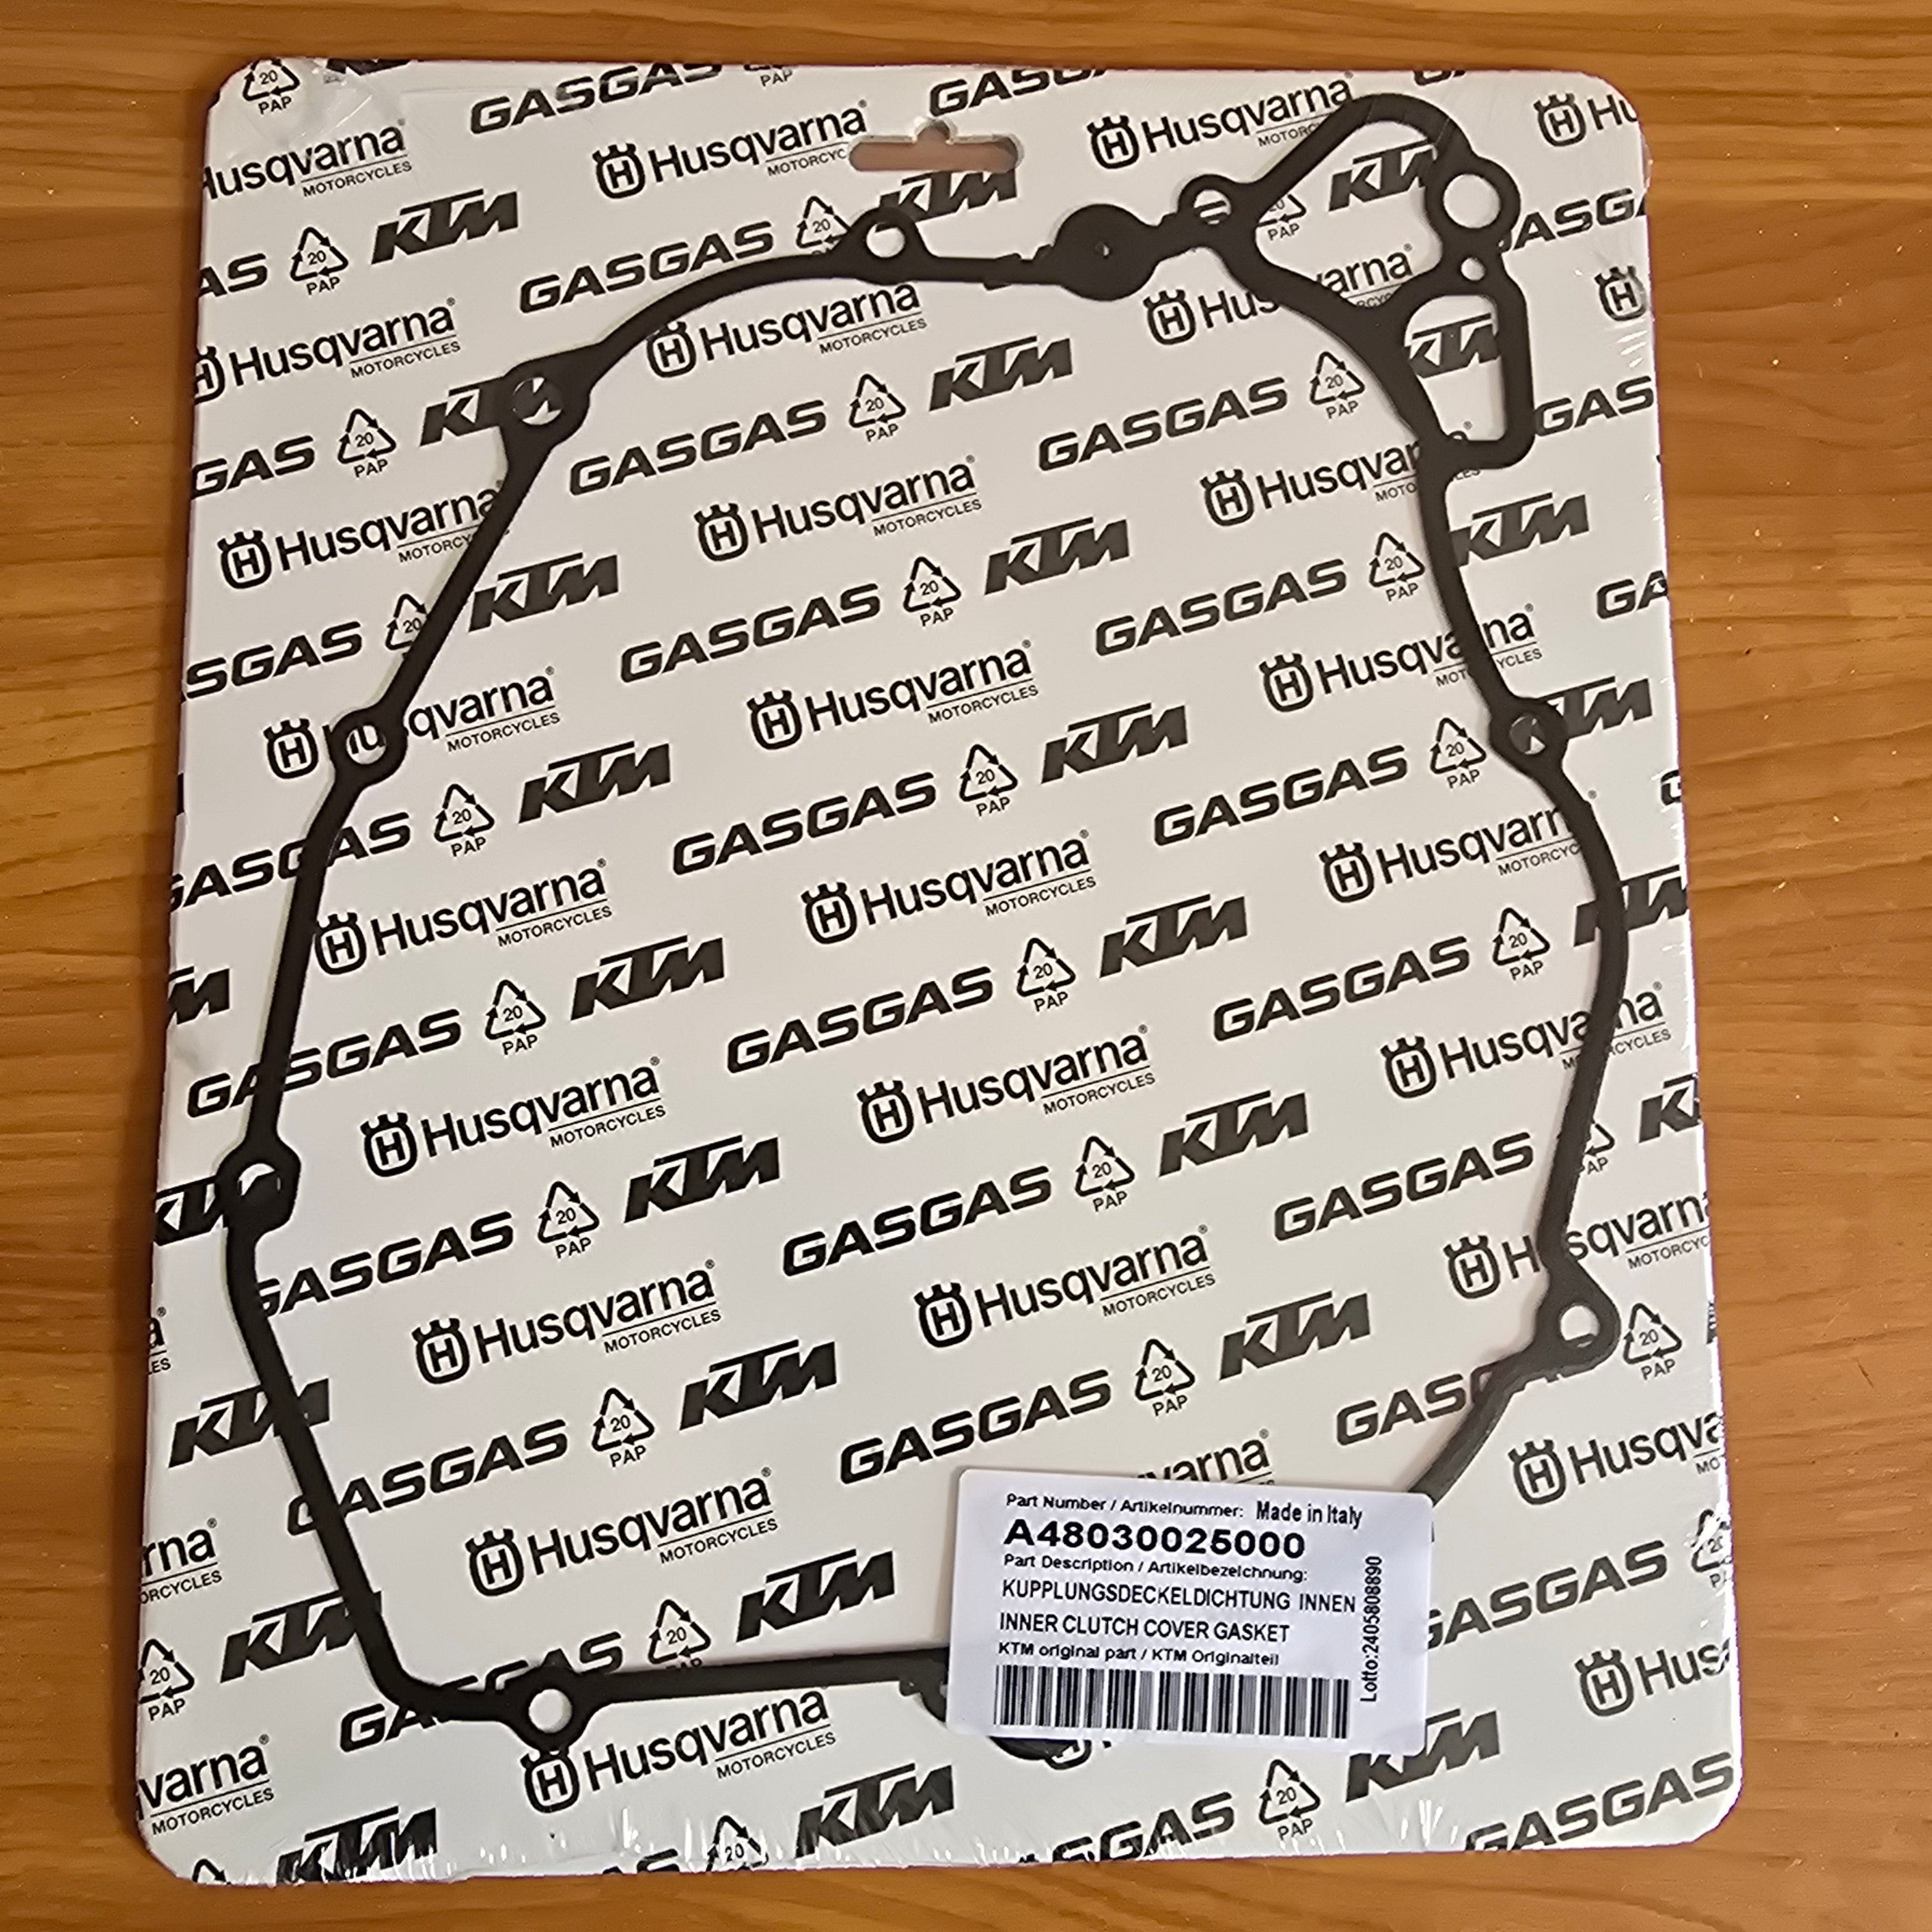 GASGAS
Husqvarna
MOTORCYCLES
KTM
20
PAP
Part Number / Artikelnummer: Made in Italy
A48030025000
Part Description / Artikelbezeichnung:
KUPPLUNGSDECKELDICHTUNG INNEN
INNER CLUTCH COVER GASKET
KTM original part / KTM Originalteil
Lotto:2405808890